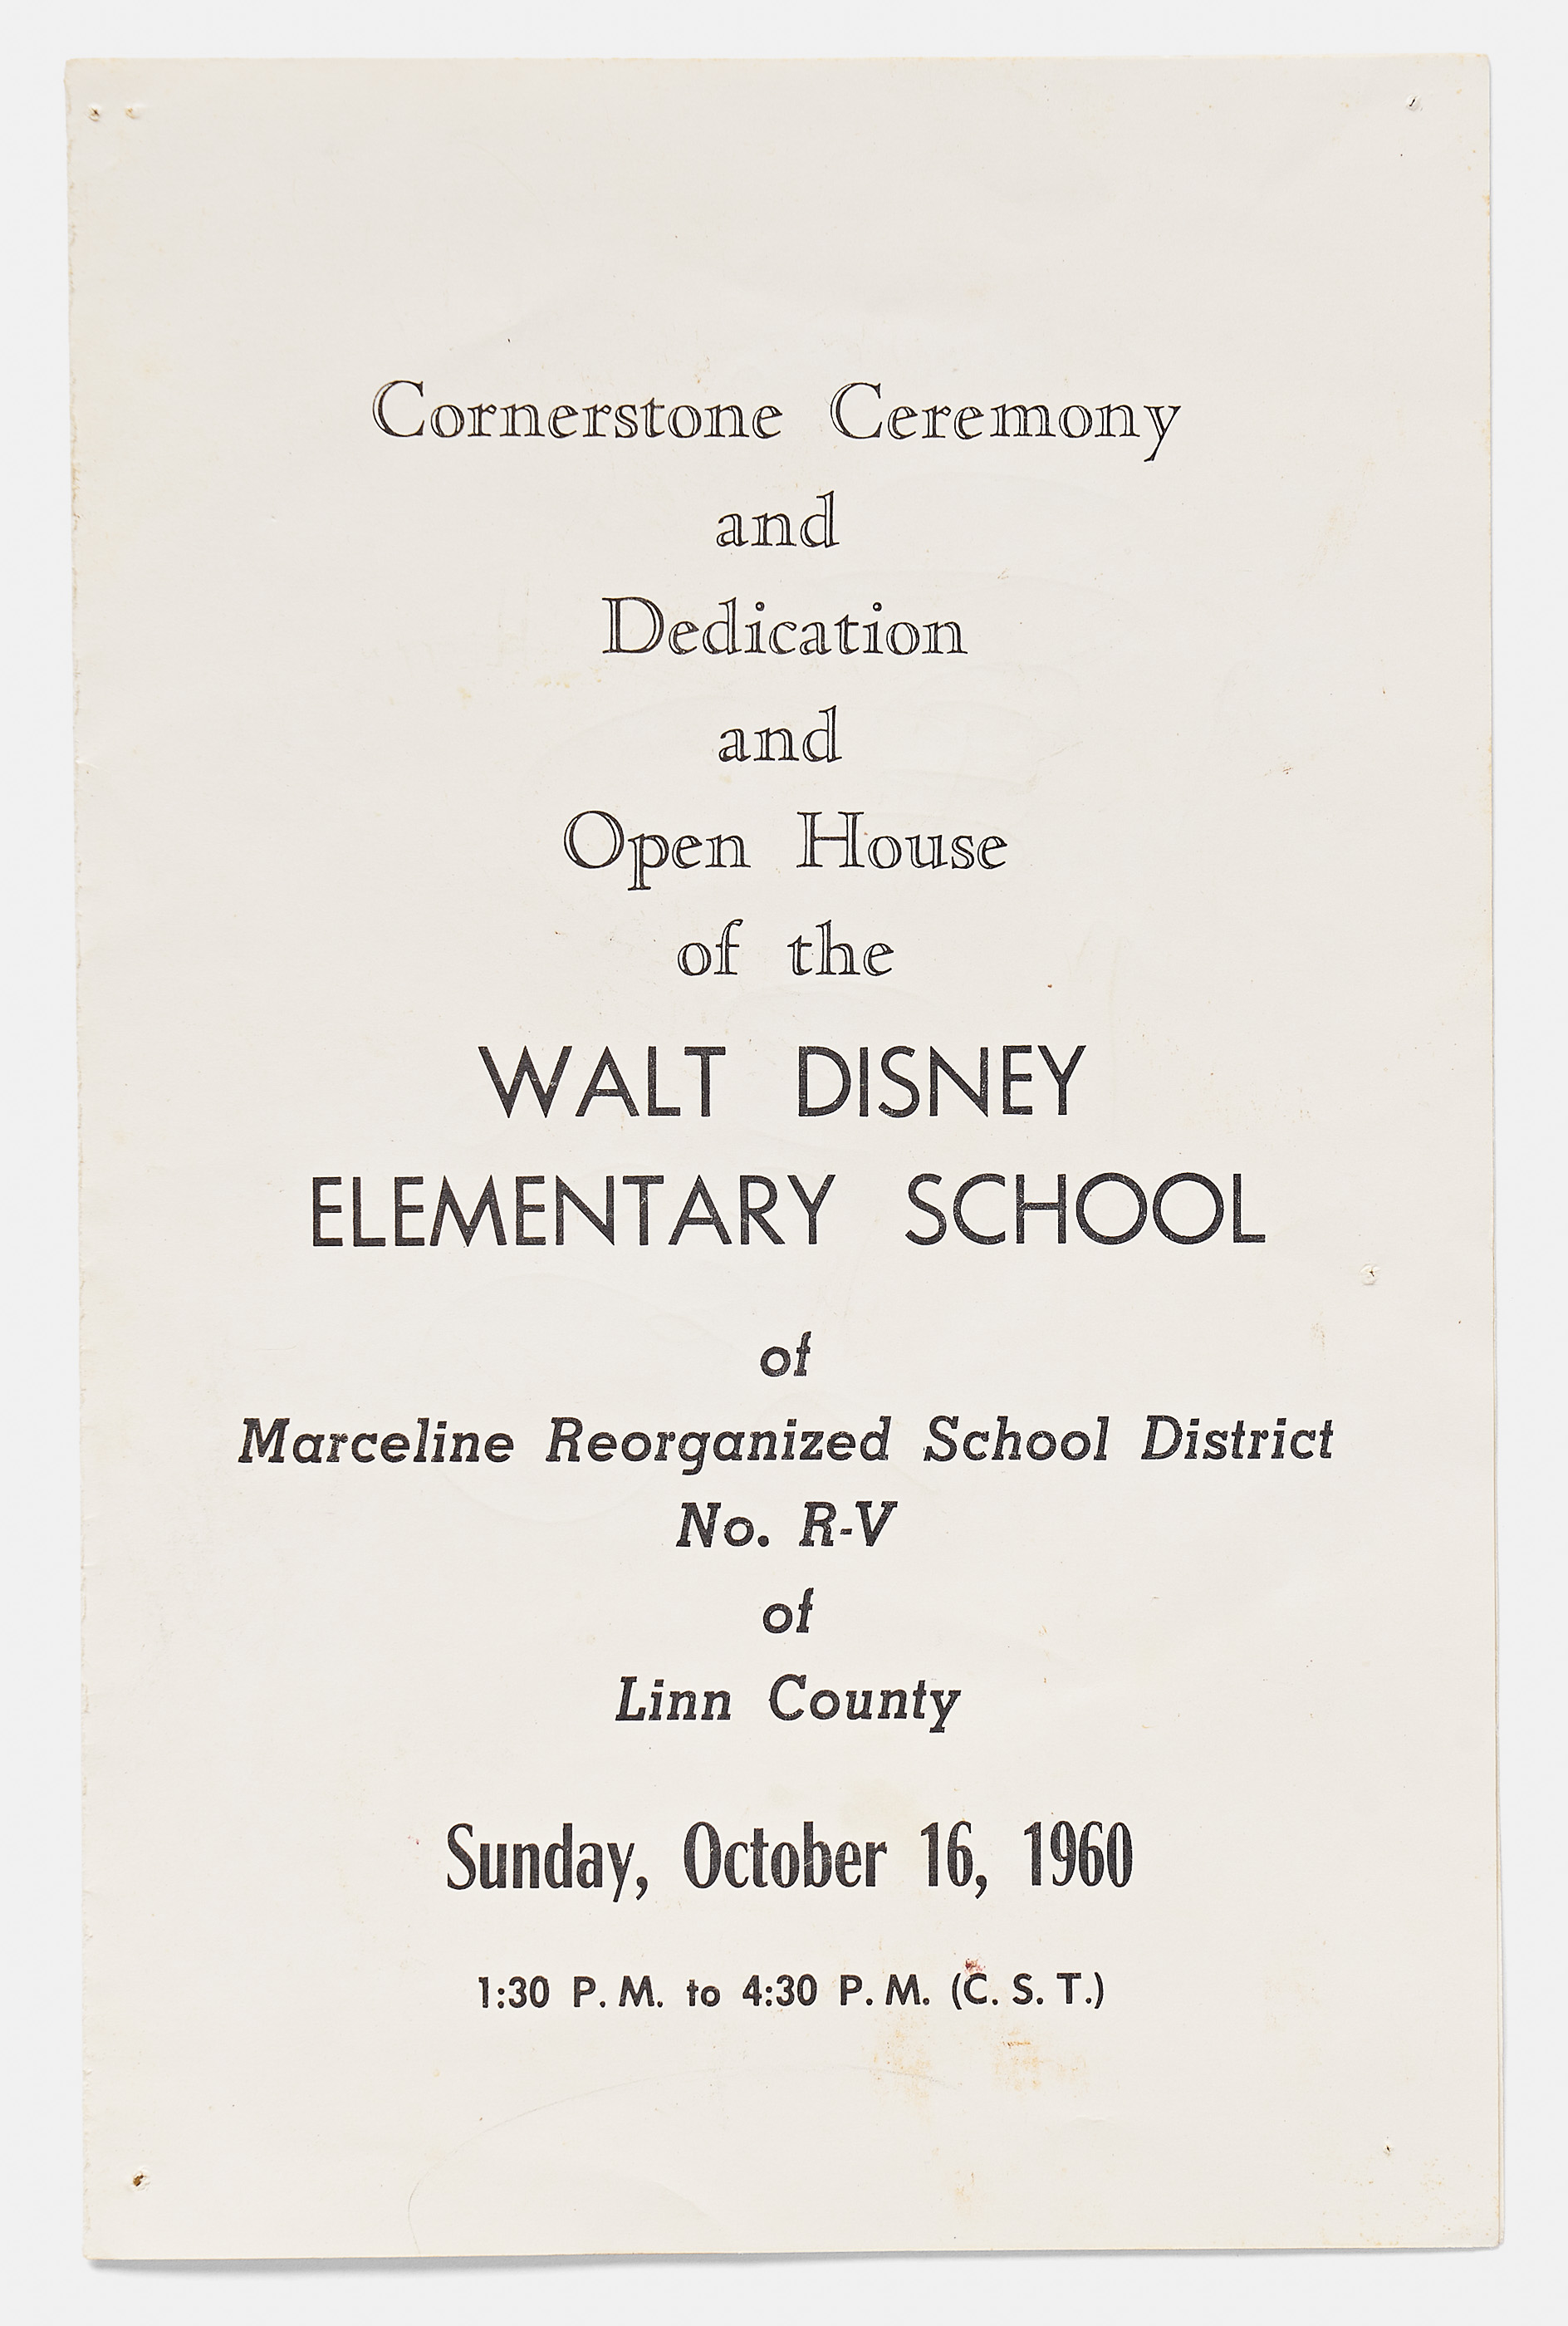 Cornerstone Ceremony
and
Dedication
and
Open House
of the
WALT DISNEY
ELEMENTARY SCHOOL
of
Marceline Reorganized School District
No. R-V
of
Linn County
Sunday, October 16, 1960
1:30 P. M. to 4:30 P. M. (C. S. T.)